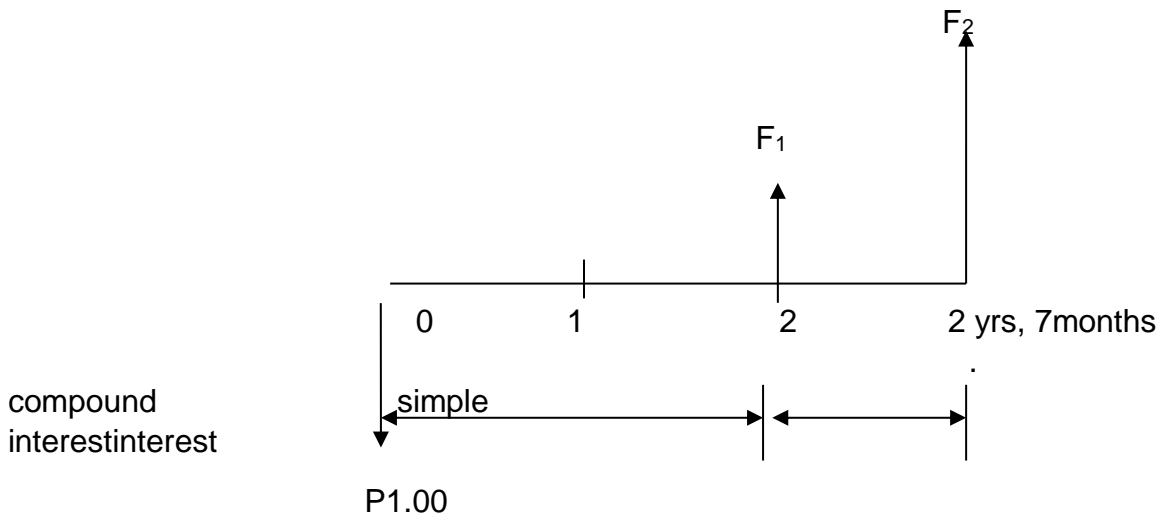 F2
F1
0 1 2 2 yrs, 7months
.
compound simple
interestinterest
P1.00